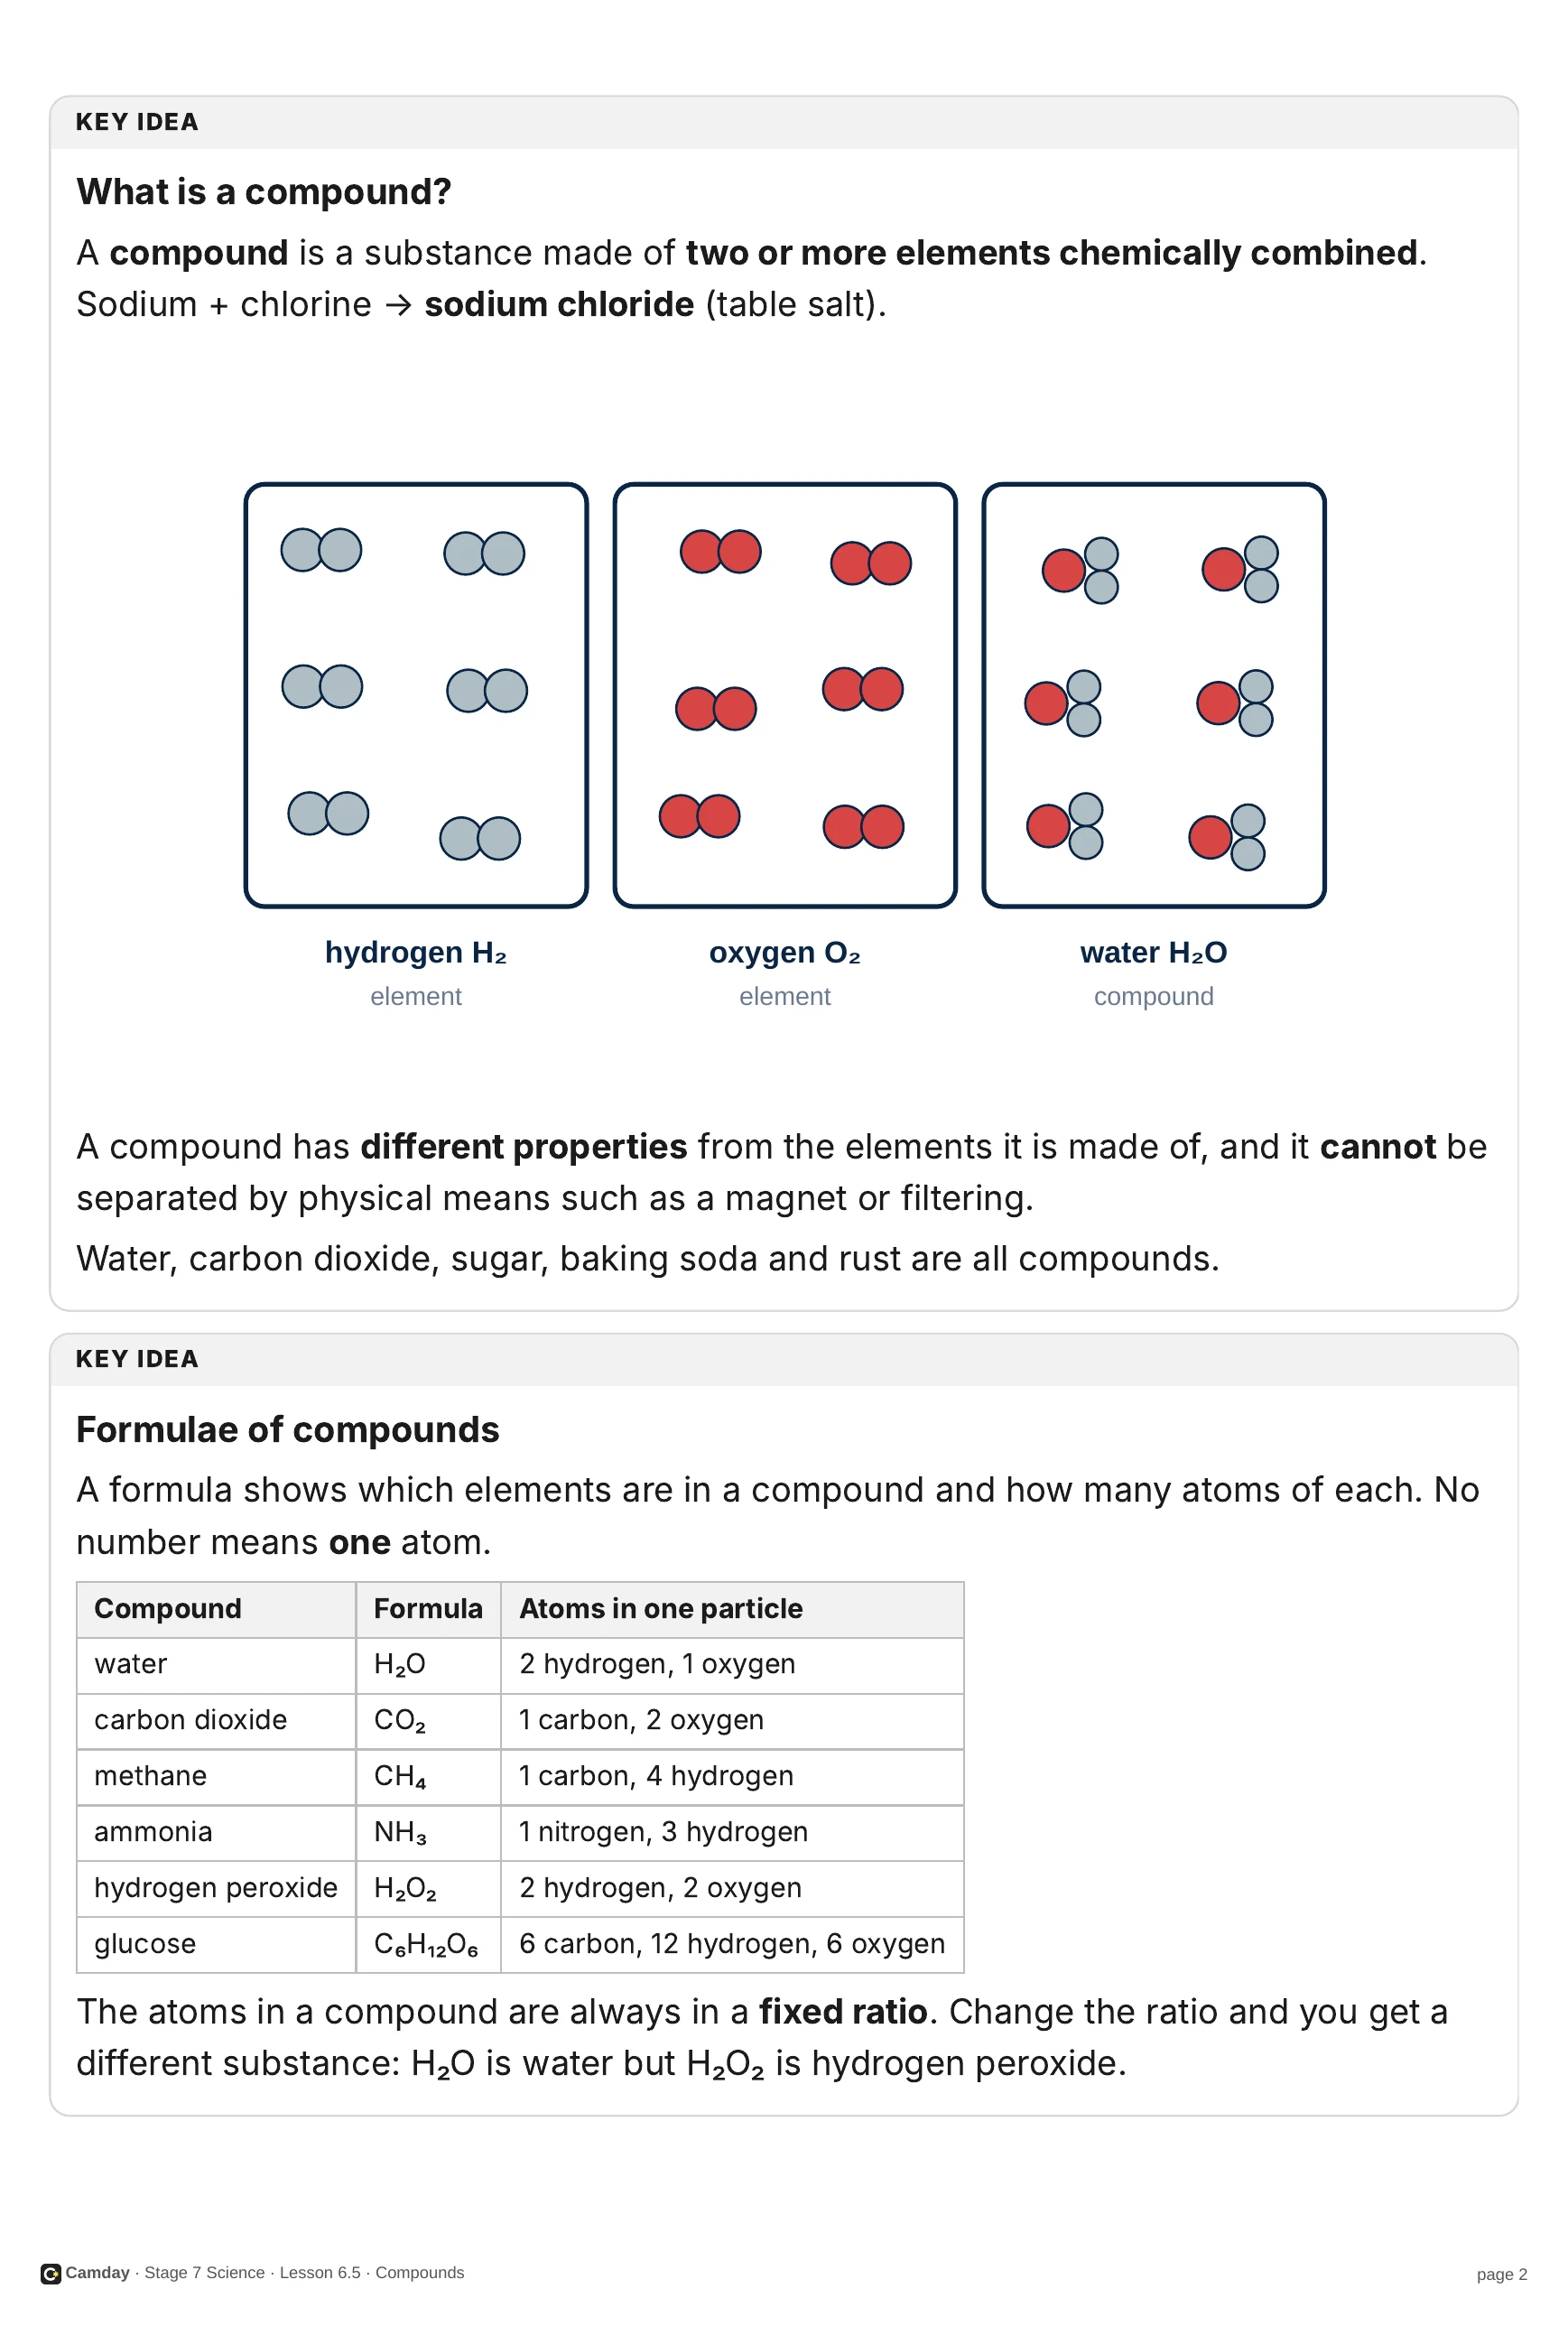 KEY IDEA
What is a compound?
A compound is a substance made of two or more elements chemically combined.
Sodium + chlorine → sodium chloride (table salt).
hydrogen H₂ oxygen O₂ water H₂O
element element compound
A compound has different properties from the elements it is made of, and it cannot be
separated by physical means such as a magnet or filtering.
Water, carbon dioxide, sugar, baking soda and rust are all compounds.
KEY IDEA
Formulae of compounds
A formula shows which elements are in a compound and how many atoms of each. No
number means one atom.
Compound Formula Atoms in one particle
water H₂O 2 hydrogen, 1 oxygen
carbon dioxide CO₂ 1 carbon, 2 oxygen
methane CH₄ 1 carbon, 4 hydrogen
ammonia NH₃ 1 nitrogen, 3 hydrogen
hydrogen peroxide H₂O₂ 2 hydrogen, 2 oxygen
glucose C₆H₁₂O₆ 6 carbon, 12 hydrogen, 6 oxygen
The atoms in a compound are always in a fixed ratio. Change the ratio and you get a
different substance: H₂O is water but H₂O₂ is hydrogen peroxide.
Camday · Stage 7 Science · Lesson 6.5 · Compounds page 2